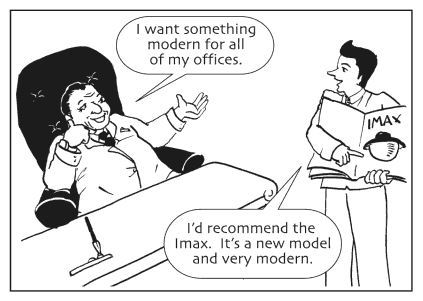 I want something
modern for all
of my offices.
IMAX
I'd recommend the
Imax. It's a new model
and very modern.